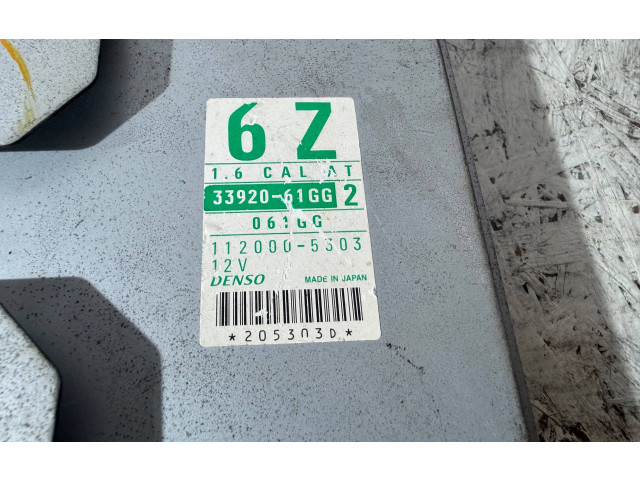 6 Z
1.6 CAL AT
33920-61GG 2
061GG
112000-5303
12V
DENSO MADE IN JAPAN
*205303D*